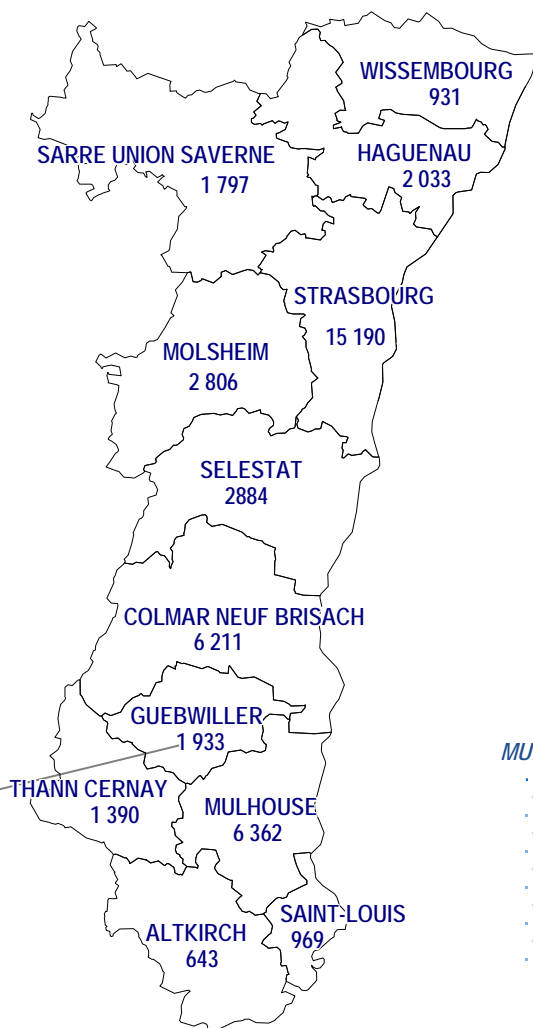 WISSEMBOURG
931
SARRE UNION SAVERNE
1 797
HAGUENAU
2 033
STRASBOURG
15 190
MOLSHEIM
2 806
SELESTAT
2884
COLMAR NEUF BRISACH
6 211
GUEBWILLER
1 933
MU
THANN CERNAY
1 390
MULHOUSE
6 362
SAINT-LOUIS
969
ALTKIRCH
643